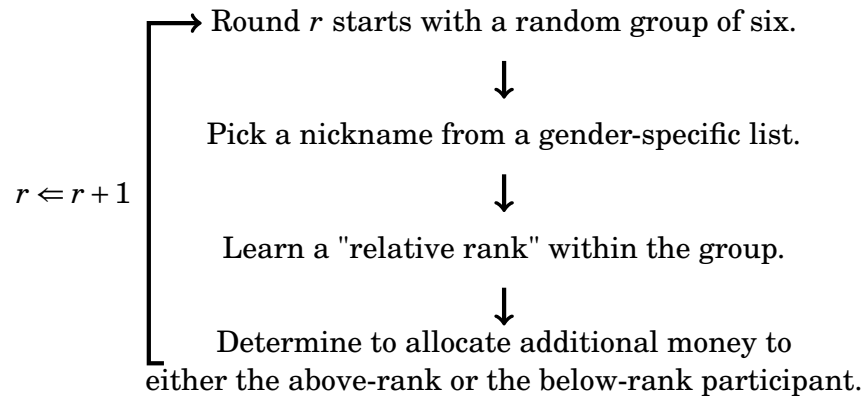 Round r starts with a random group of six.
Pick a nickname from a gender-specific list.
r ⇐ r + 1
Learn a "relative rank" within the group.
Determine to allocate additional money to
either the above-rank or the below-rank participant.